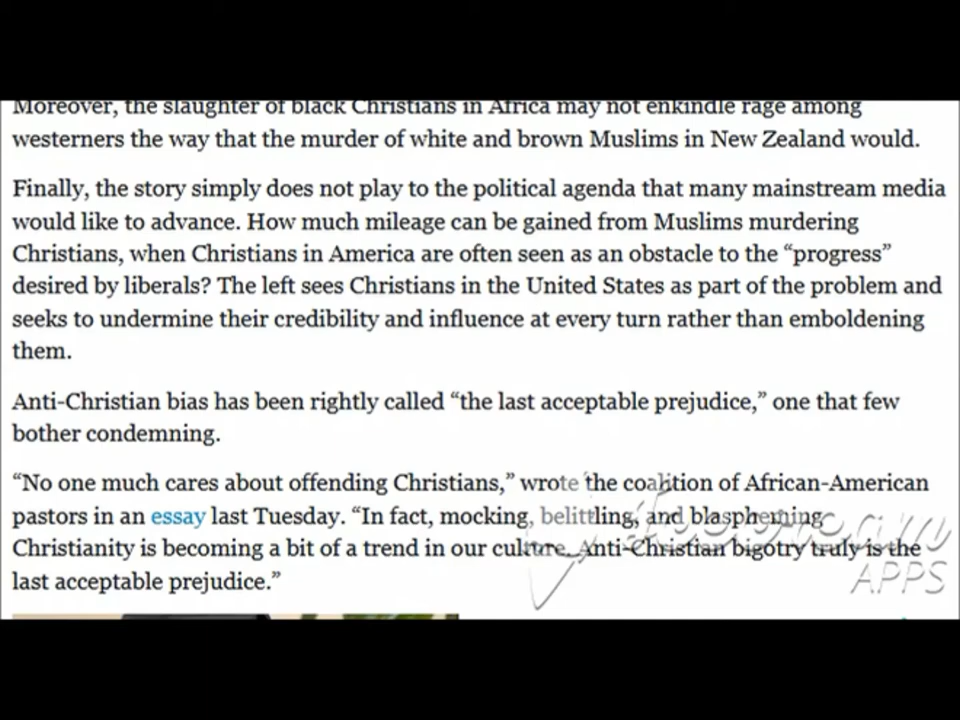 Moreover, the slaughter of black Christians in Africa may not enkindle rage among
westerners the way that the murder of white and brown Muslims in New Zealand would.
Finally, the story simply does not play to the political agenda that many mainstream media
would like to advance. How much mileage can be gained from Muslims murdering
Christians, when Christians in America are often seen as an obstacle to the “progress”
desired by liberals? The left sees Christians in the United States as part of the problem and
seeks to undermine their credibility and influence at every turn rather than emboldening
them.
Anti-Christian bias has been rightly called “the last acceptable prejudice,” one that few
bother condemning.
“No one much cares about offending Christians,” wrote the coalition of African-American
pastors in an essay last Tuesday. “In fact, mocking, belittling, and blaspheming
Christianity is becoming a bit of a trend in our culture. Anti-Christian bigotry truly is the
last acceptable prejudice.”
APPS